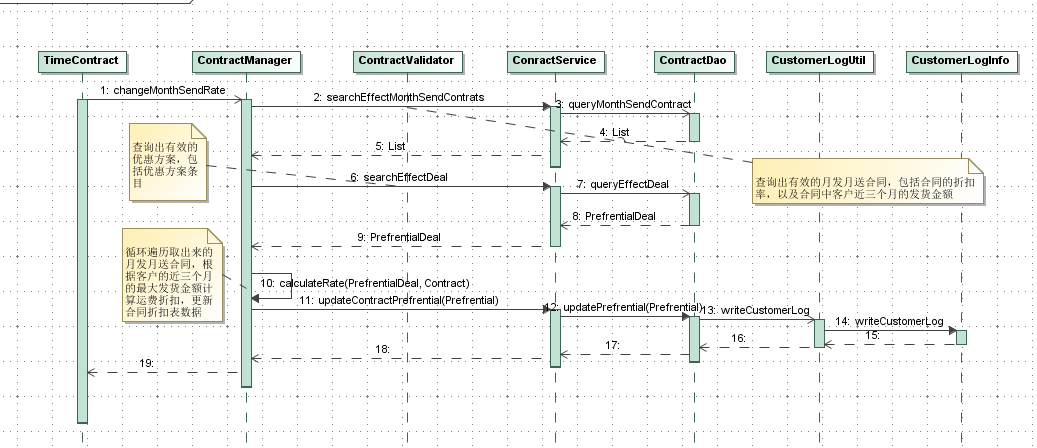 TimeContract
ContractManager
ContractValidator
ConractService
ContractDao
CustomerLogUtil
CustomerLogInfo
1: changeMonthSendRate
2: searchEffectMonthSendContrats
3: queryMonthSendContract
4: List
5: List
查询出有效的
优惠方案，包
括优惠方案条
目
查询出有效的月发月送合同，包括合同的折扣
率，以及合同中客户近三个月的发货金额
6: searchEffectDeal
7: queryEffectDeal
8: PrefrentialDeal
9: PrefrentialDeal
循环遍历取出来的
月发月送合同，根
据客户的近三个月
的最大发货金额计
算运费折扣，更新
合同折扣表数据
10: calculateRate(PrefrentialDeal, Contract)
11: updateContractPrefrential(Prefrential)
12: updatePrefrential(Prefrential)
13: writeCustomerLog
14: writeCustomerLog
15:
16:
17:
18:
19: